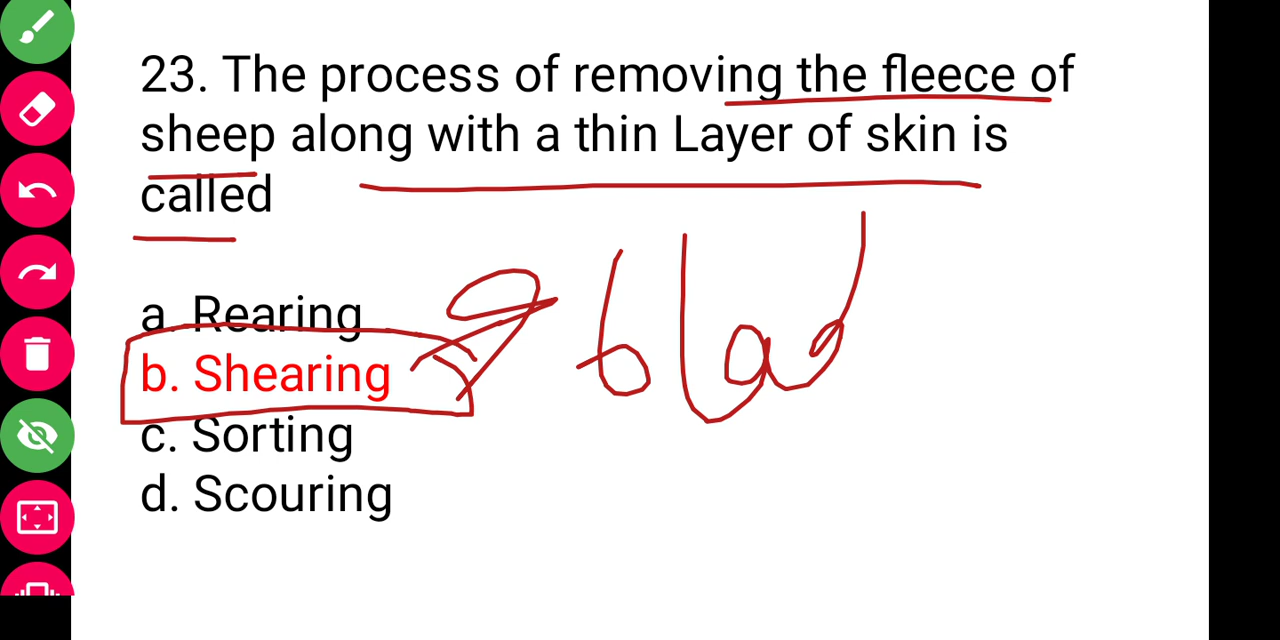 23. The process of removing the fleece of
sheep along with a thin Layer of skin is
called
a. Rearing
b. Shearing
blad
c. Sorting
d. Scouring